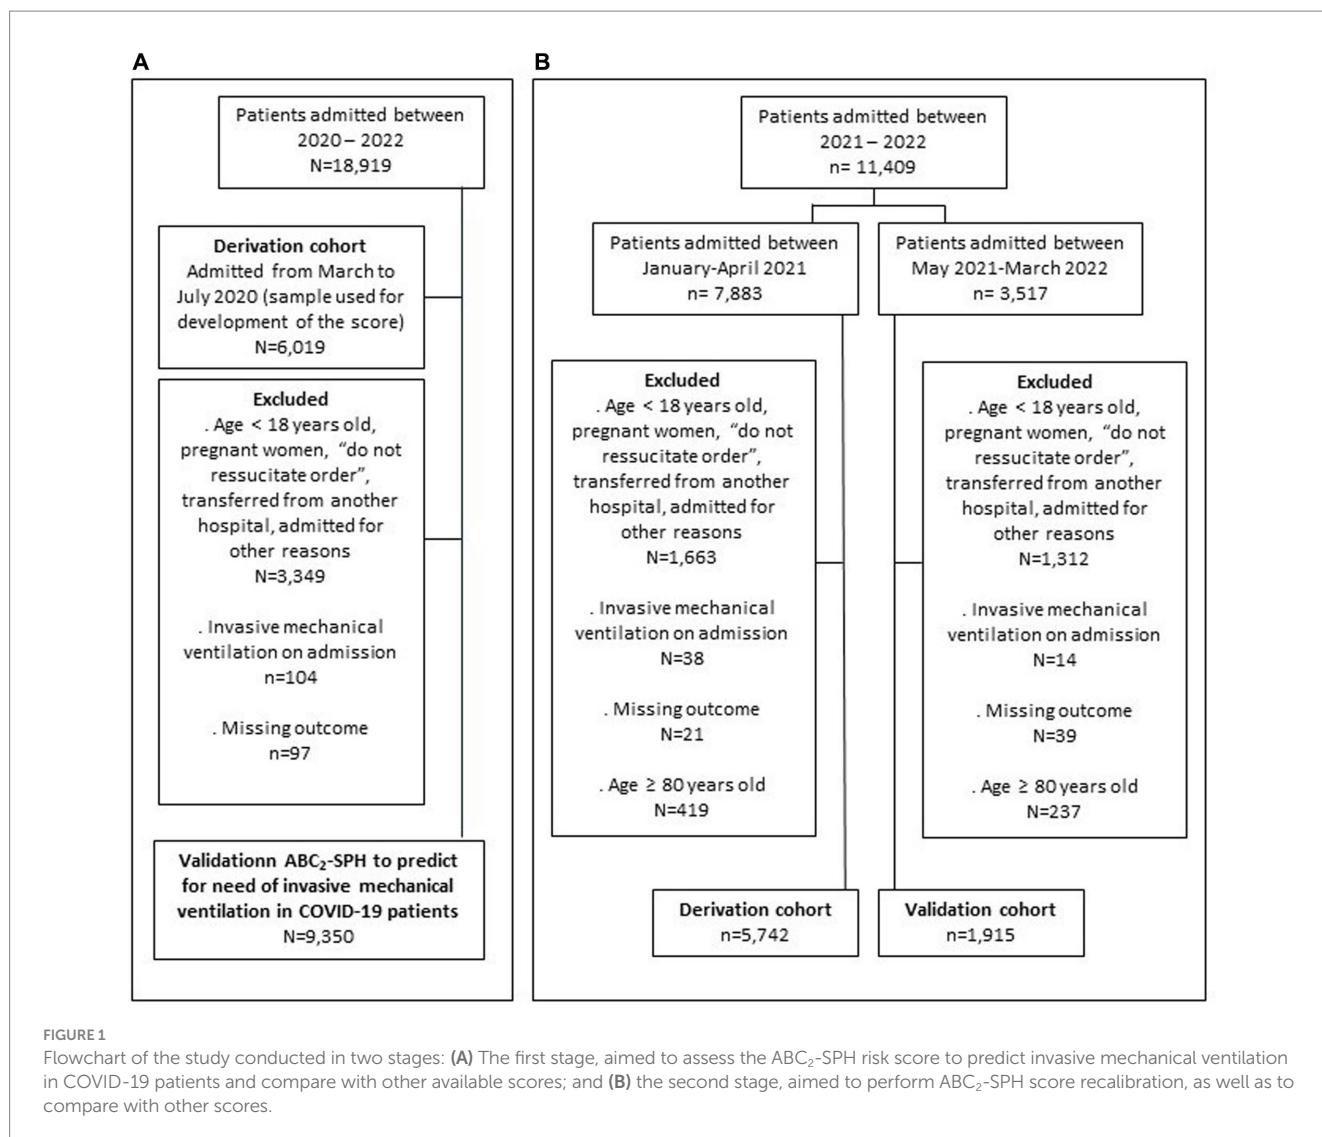 A
Patients admitted between
2020 – 2022
N=18,919
Derivation cohort
Admitted from March to
July 2020 (sample used for
development of the score)
N=6,019
Excluded
. Age < 18 years old,
pregnant women, “do not
ressucitate order”,
transferred from another
hospital, admitted for
other reasons
N=3,349
. Invasive mechanical
ventilation on admission
n=104
. Missing outcome
n=97
Validationn ABC₂-SPH to predict
for need of invasive mechanical
ventilation in COVID-19 patients
N=9,350
B
Patients admitted between
2021 – 2022
n= 11,409
Patients admitted between
January-April 2021
n= 7,883
Patients admitted between
May 2021-March 2022
n= 3,517
Excluded
. Age < 18 years old,
pregnant women, “do not
ressucitate order”,
transferred from another
hospital, admitted for
other reasons
N=1,663
. Invasive mechanical
ventilation on admission
N=38
. Missing outcome
N=21
. Age ≥ 80 years old
N=419
Excluded
. Age < 18 years old,
pregnant women, “do not
ressucitate order”,
transferred from another
hospital, admitted for
other reasons
N=1,312
. Invasive mechanical
ventilation on admission
N=14
. Missing outcome
N=39
. Age ≥ 80 years old
N=237
Derivation cohort
n=5,742
Validation cohort
n=1,915
FIGURE 1
Flowchart of the study conducted in two stages: (A) The first stage, aimed to assess the ABC₂-SPH risk score to predict invasive mechanical ventilation
in COVID-19 patients and compare with other available scores; and (B) the second stage, aimed to perform ABC₂-SPH score recalibration, as well as to
compare with other scores.